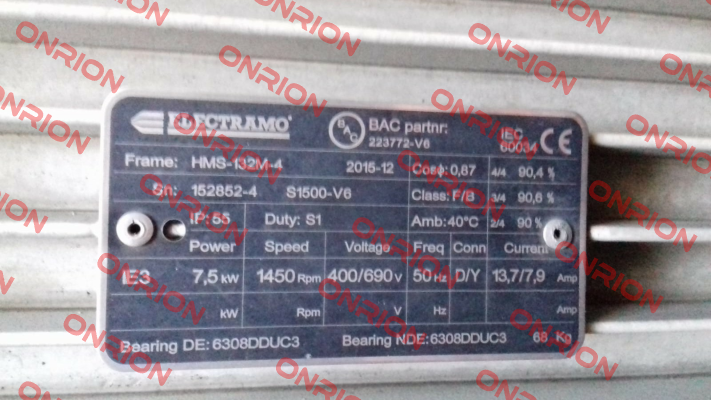 ELECTRAMO
BAC
BAC partnr:
223772-V6
IEC
60034 CE
Frame: HMS-132M-4 2015-12 Cosφ: 0,87 4/4 90,4 %
Sn: 152852-4 S1500-V6 Class: F/B 3/4 90,6 %
IP: 55 Duty: S1 Amb: 40°C 2/4 90 %
Power Speed Voltage Freq Conn Current
IE3 7,5 kW 1450 Rpm 400/690 V 50 Hz D/Y 13,7/7,9 Amp
kW Rpm V Hz Amp
Bearing DE: 6308DDUC3 Bearing NDE: 6308DDUC3 68 Kg
ONRION